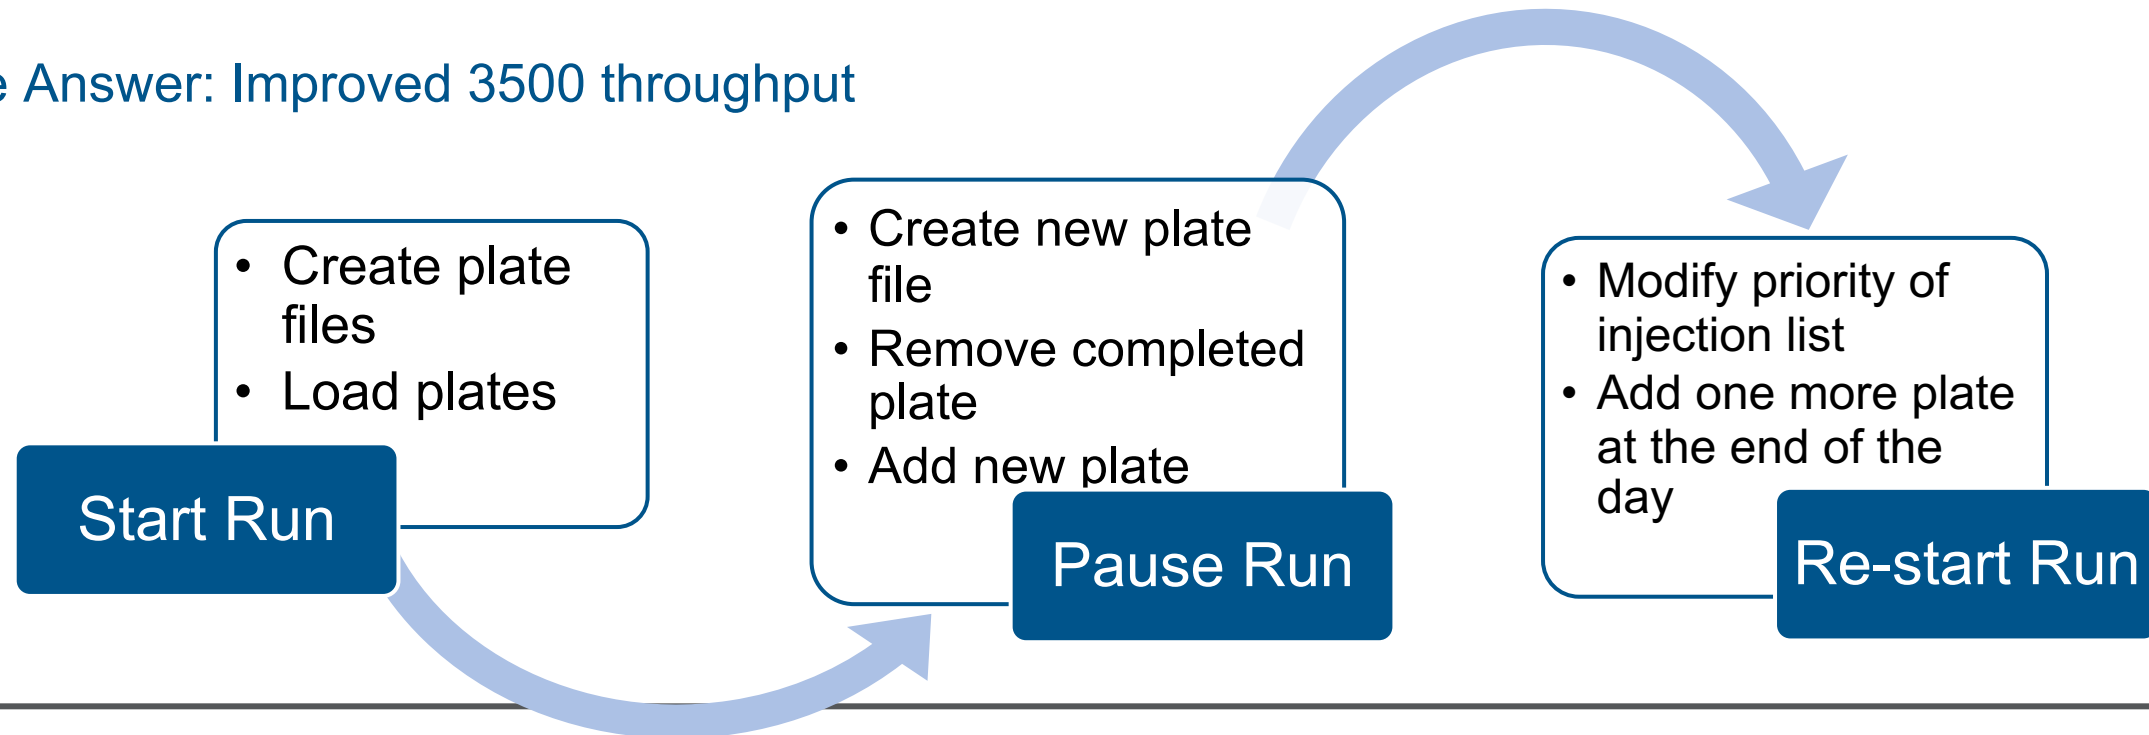 e Answer: Improved 3500 throughput
• Create plate
files
• Load plates
Start Run
• Create new plate
file
• Remove completed
plate
• Add new plate
Pause Run
• Modify priority of
injection list
• Add one more plate
at the end of the
day
Re-start Run